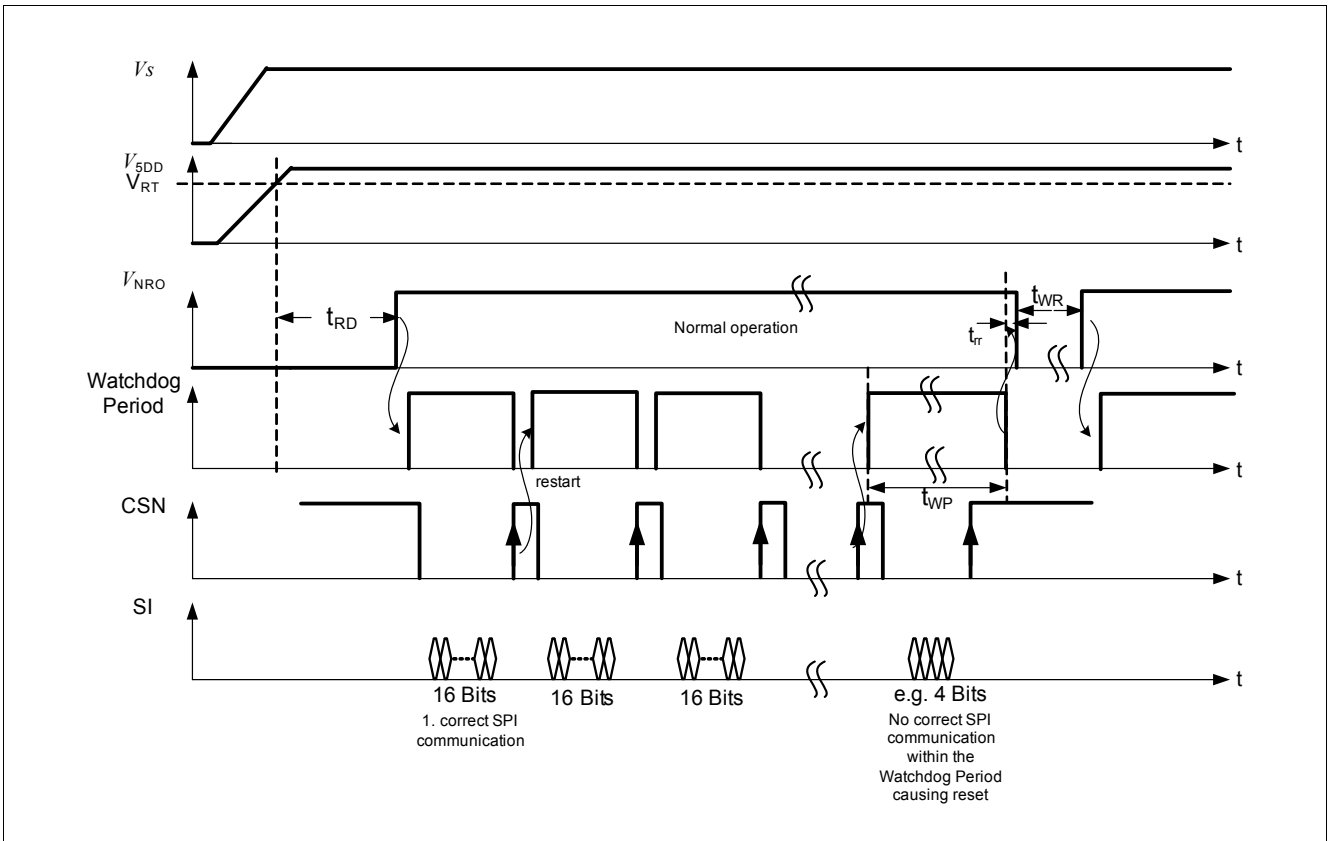 Vs
t
V5DD
VRT
t
VNRO
tRD
Normal operation
trr
tWR
t
Watchdog
Period
restart
tWP
t
CSN
t
SI
t
16 Bits
16 Bits
16 Bits
e.g. 4 Bits
1. correct SPI
communication
No correct SPI
communication
within the
Watchdog Period
causing reset